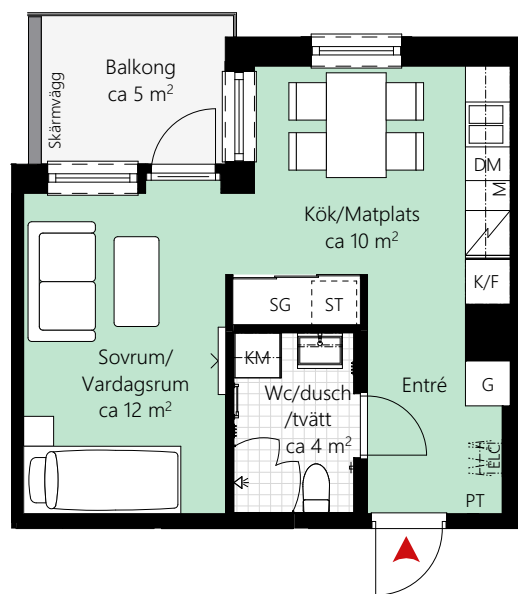 Balkong
ca 5 m²
Skärmvägg
DM
M
Kök/Matplats
ca 10 m²
K/F
SG
ST
KM
Sovrum/
Vardagsrum
ca 12 m²
Wc/dusch
/tvätt
ca 4 m²
Entré
G
ELC
PT